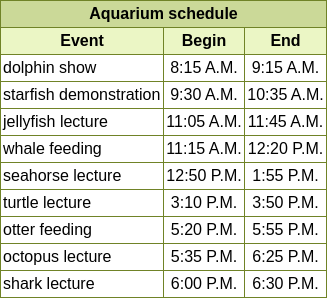 Aquarium schedule
Event Begin End
dolphin show 8:15 A.M. 9:15 A.M.
starfish demonstration 9:30 A.M. 10:35 A.M.
jellyfish lecture 11:05 A.M. 11:45 A.M.
whale feeding 11:15 A.M. 12:20 P.M.
seahorse lecture 12:50 P.M. 1:55 P.M.
turtle lecture 3:10 P.M. 3:50 P.M.
otter feeding 5:20 P.M. 5:55 P.M.
octopus lecture 5:35 P.M. 6:25 P.M.
shark lecture 6:00 P.M. 6:30 P.M.